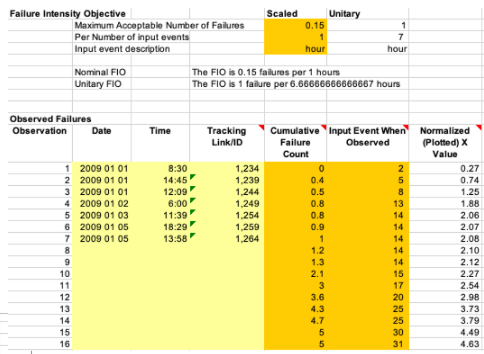 Failure Intensity Objective Scaled Unitary
Maximum Acceptable Number of Failures 0.15 1
Per Number of input events 1 7
Input event description hour hour
Nominal FIO The FIO is 0.15 failures per 1 hours
Unitary FIO The FIO is 1 failure per 6.66666666666667 hours
Observed Failures
Observation Date Time Tracking Cumulative Input Event When Normalized
Link/ID Failure Observed (Plotted) X
Count Value
1 2009 01 01 8:30 1,234 0 2 0.27
2 2009 01 01 14:45 1,239 0.4 5 0.74
3 2009 01 01 12:09 1,244 0.5 8 1.25
4 2009 01 02 6:00 1,249 0.8 13 1.88
5 2009 01 03 11:39 1,254 0.8 14 2.06
6 2009 01 05 18:29 1,259 0.9 14 2.07
7 2009 01 05 13:58 1,264 1 14 2.08
8 1.2 14 2.10
9 1.3 14 2.12
10 2.1 15 2.27
11 3 17 2.54
12 3.6 20 2.98
13 4.3 25 3.73
14 4.7 25 3.79
15 5 30 4.49
16 5 31 4.63